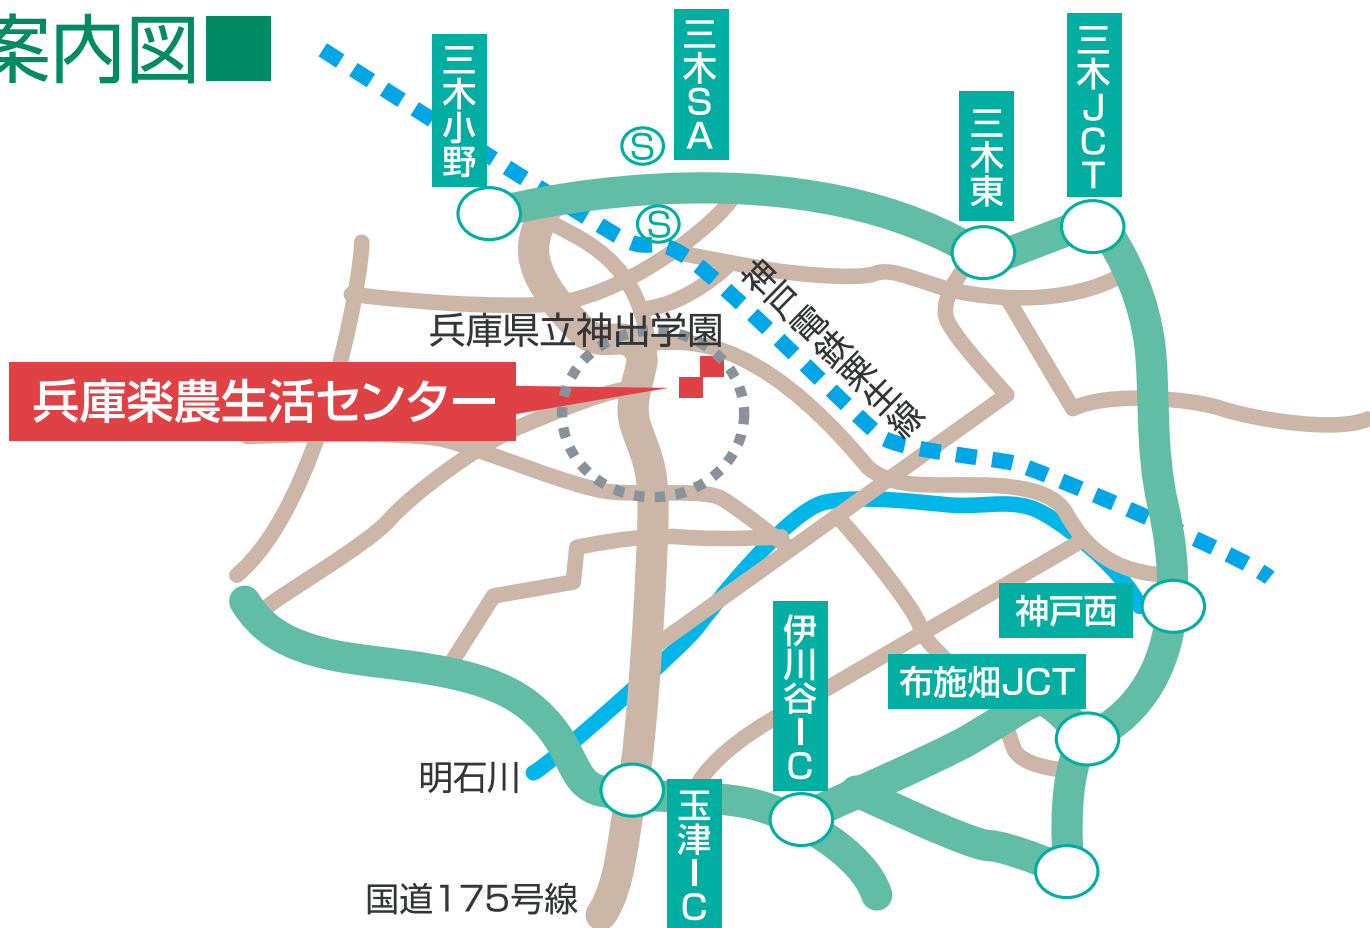 案内図■
三木小野
三木SA
三木東
三木JCT
S
S
神戸電鉄粟生線
兵庫県立神出学園
兵庫楽農生活センター
神戸西
布施畑JCT
伊川谷IC
明石川
玉津IC
国道175号線